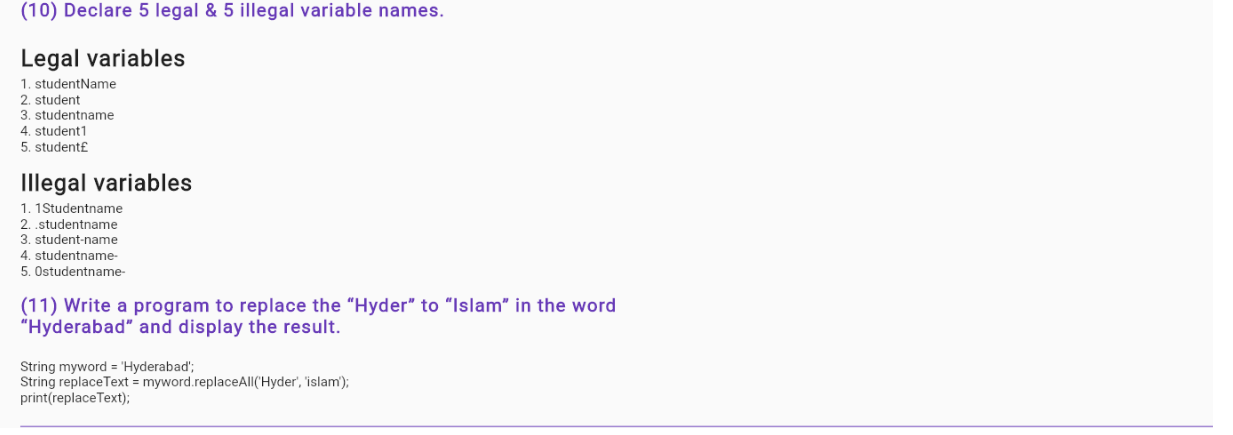 (10) Declare 5 legal & 5 illegal variable names.
Legal variables
1. studentName
2. student
3. studentname
4. student1
5. student£
Illegal variables
1. 1Studentname
2. .studentname
3. student-name
4. studentname-
5. 0studentname-
(11) Write a program to replace the “Hyder” to “Islam” in the word
“Hyderabad” and display the result.
String myword = 'Hyderabad';
String replaceText = myword.replaceAll('Hyder', 'islam');
print(replaceText);